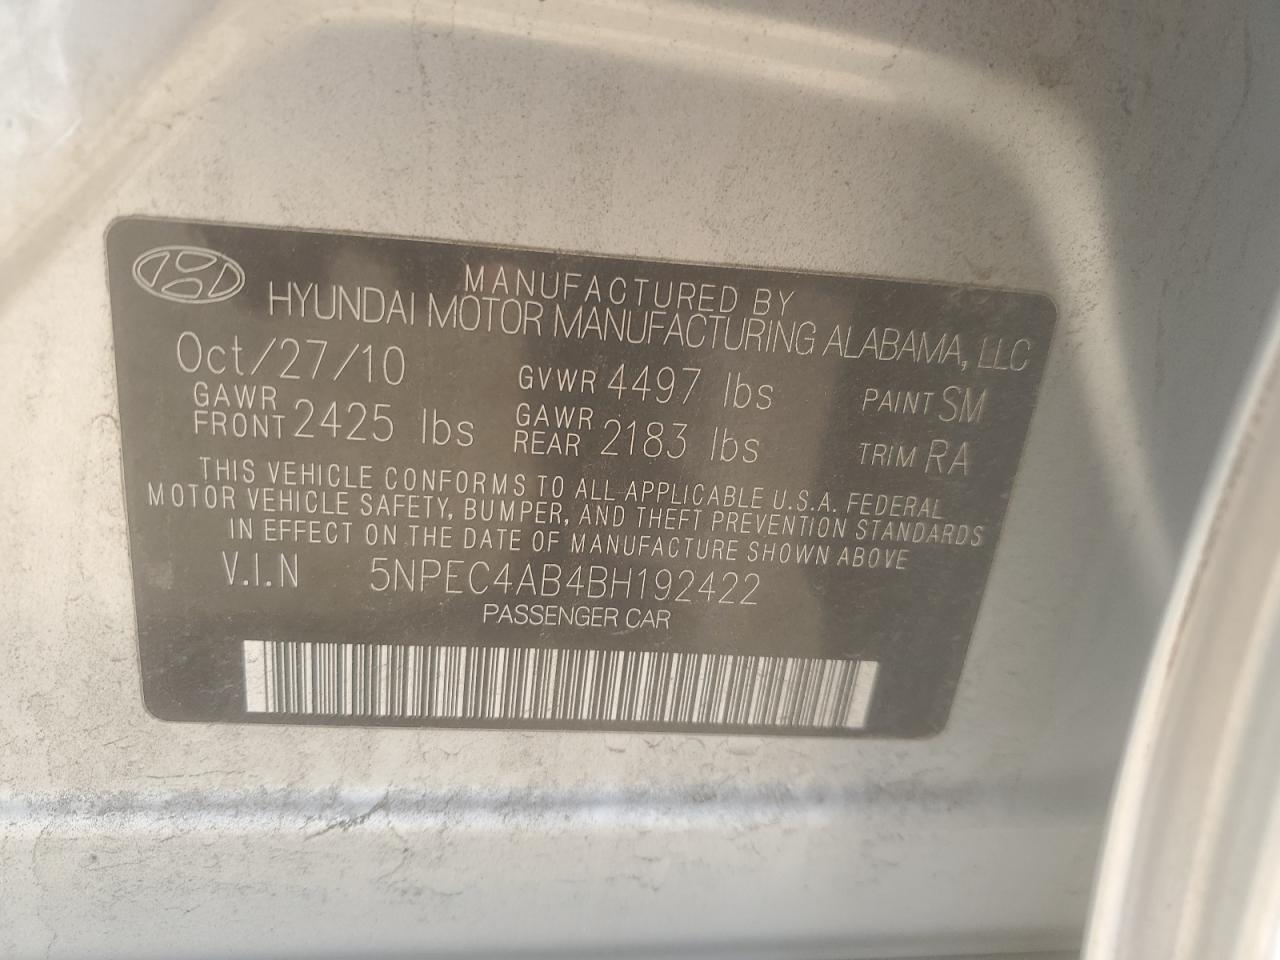 MANUFACTURED BY
HYUNDAI MOTOR MANUFACTURING ALABAMA, LLC
Oct/27/10 GVWR 4497 lbs PAINT SM
GAWR FRONT 2425 lbs GAWR REAR 2183 lbs TRIM RA
THIS VEHICLE CONFORMS TO ALL APPLICABLE U.S.A. FEDERAL
MOTOR VEHICLE SAFETY, BUMPER, AND THEFT PREVENTION STANDARDS
IN EFFECT ON THE DATE OF MANUFACTURE SHOWN ABOVE
V.I.N 5NPEC4AB4BH192422
PASSENGER CAR